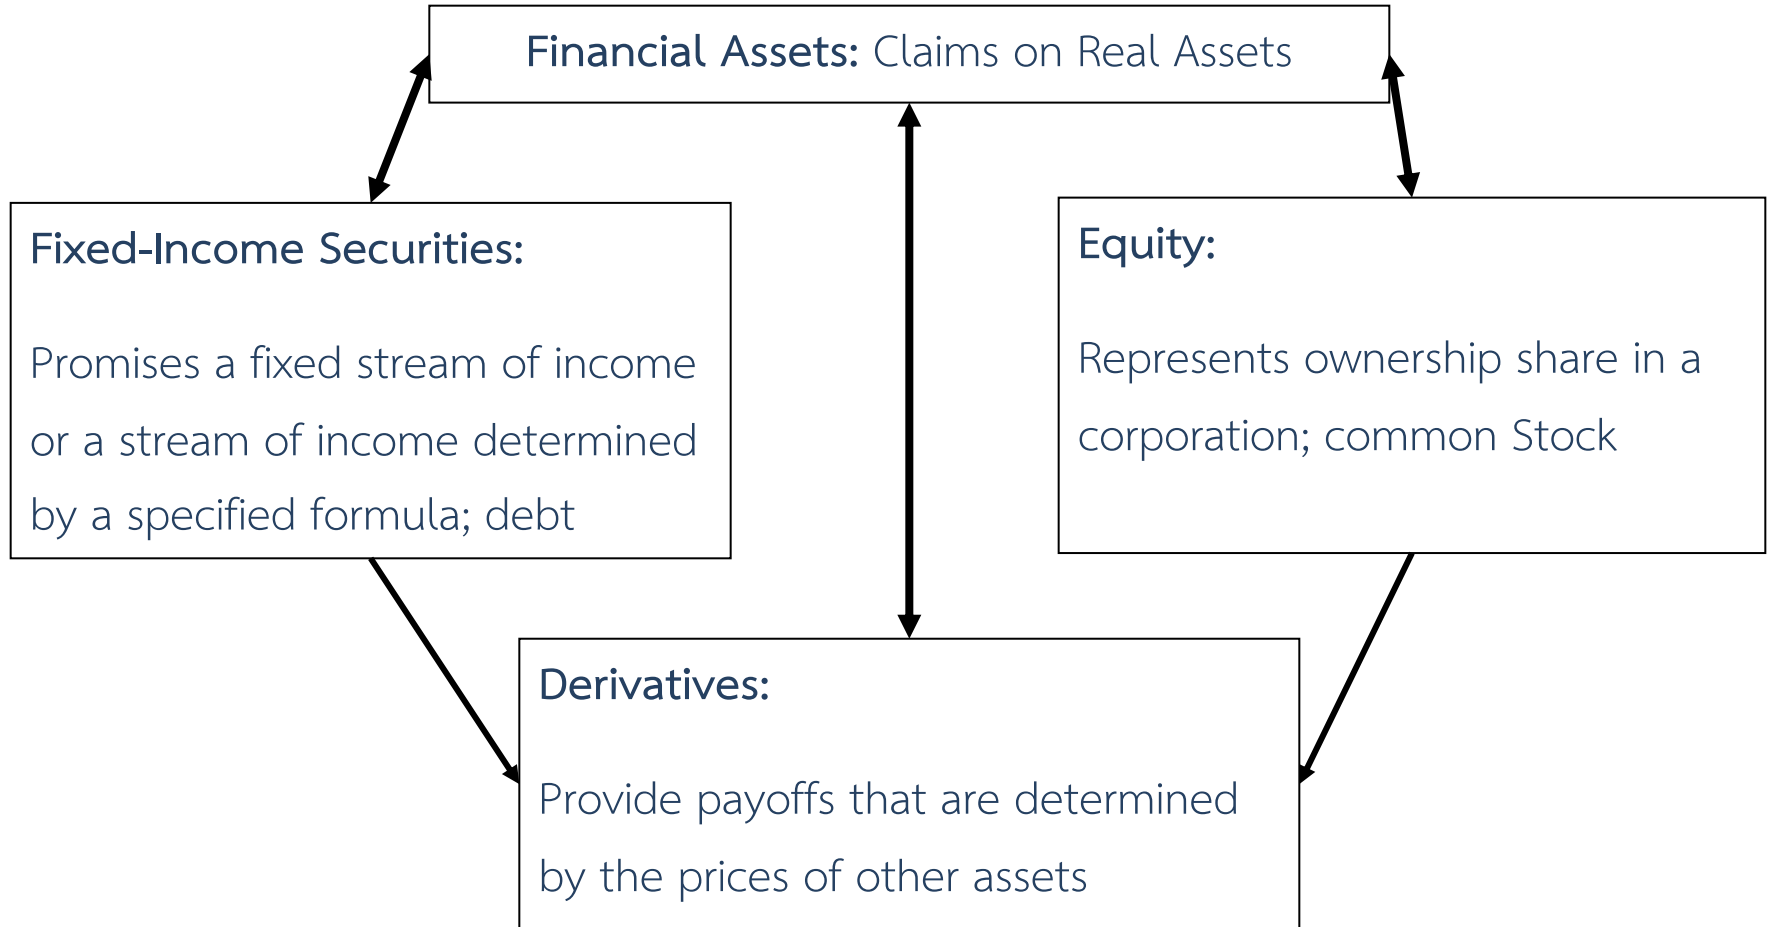 Financial Assets: Claims on Real Assets
Fixed-Income Securities:
Promises a fixed stream of income
or a stream of income determined
by a specified formula; debt
Equity:
Represents ownership share in a
corporation; common Stock
Derivatives:
Provide payoffs that are determined
by the prices of other assets